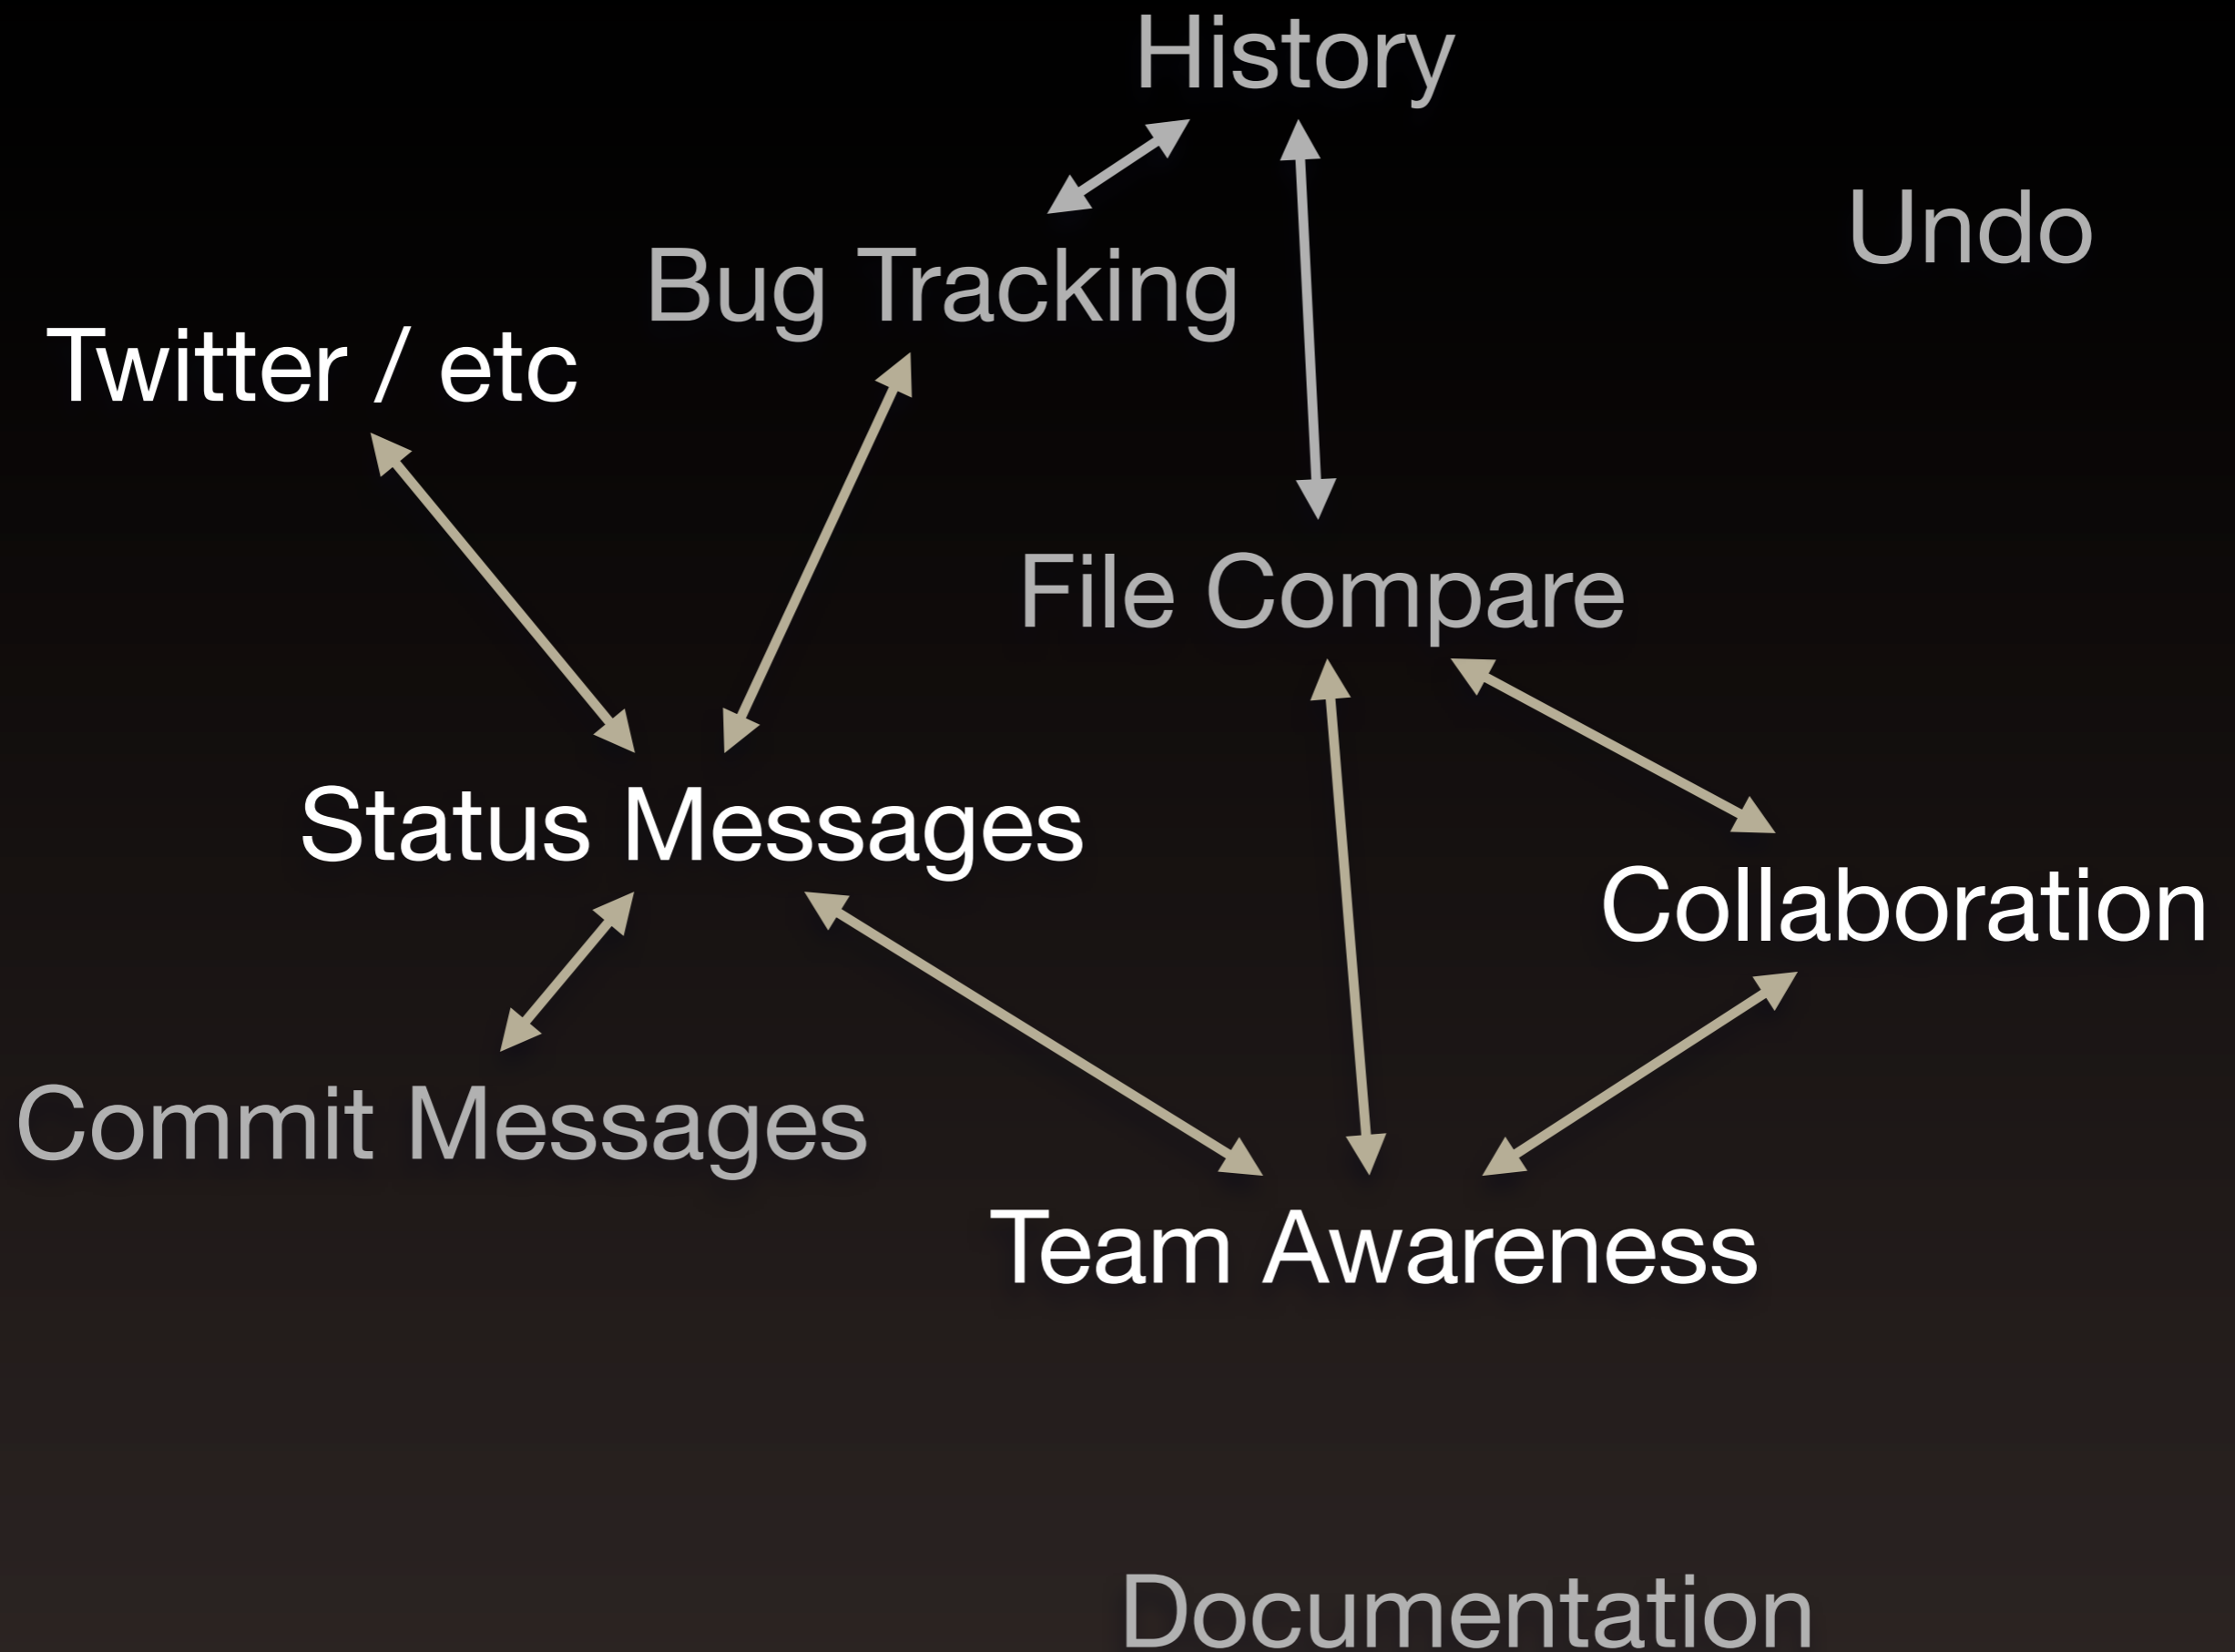 History
Undo
Bug Tracking
Twitter / etc
File Compare
Status Messages
Collaboration
Commit Messages
Team Awareness
Documentation